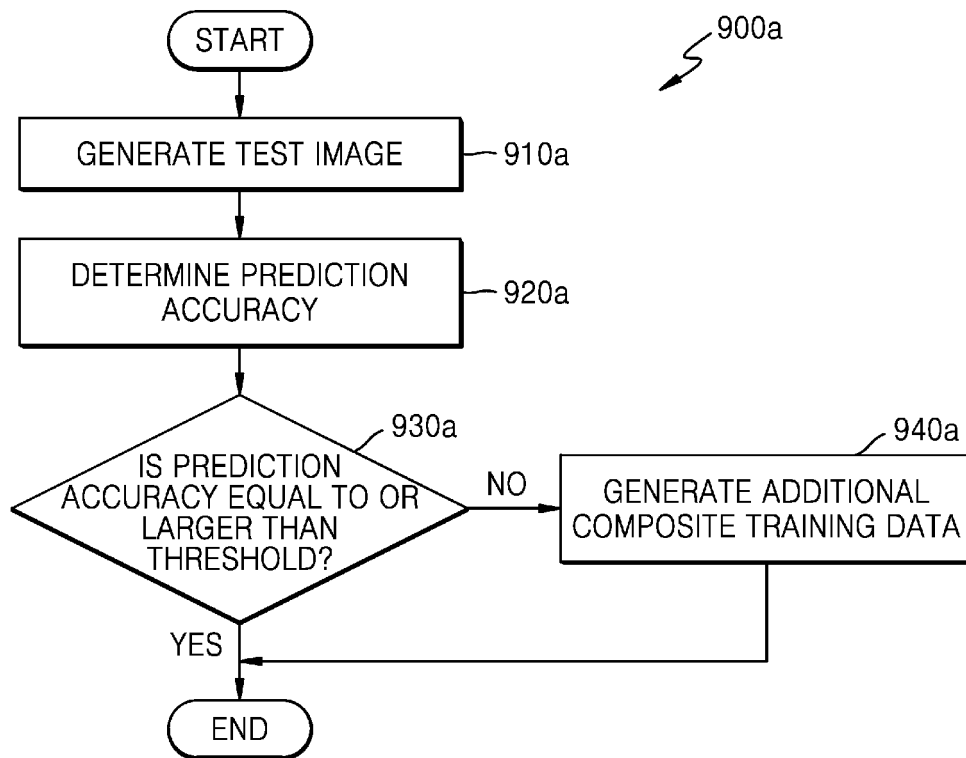 START
900a
GENERATE TEST IMAGE
910a
DETERMINE PREDICTION
ACCURACY
920a
930a
IS PREDICTION
ACCURACY EQUAL TO OR
LARGER THAN
THRESHOLD?
NO
940a
GENERATE ADDITIONAL
COMPOSITE TRAINING DATA
YES
END